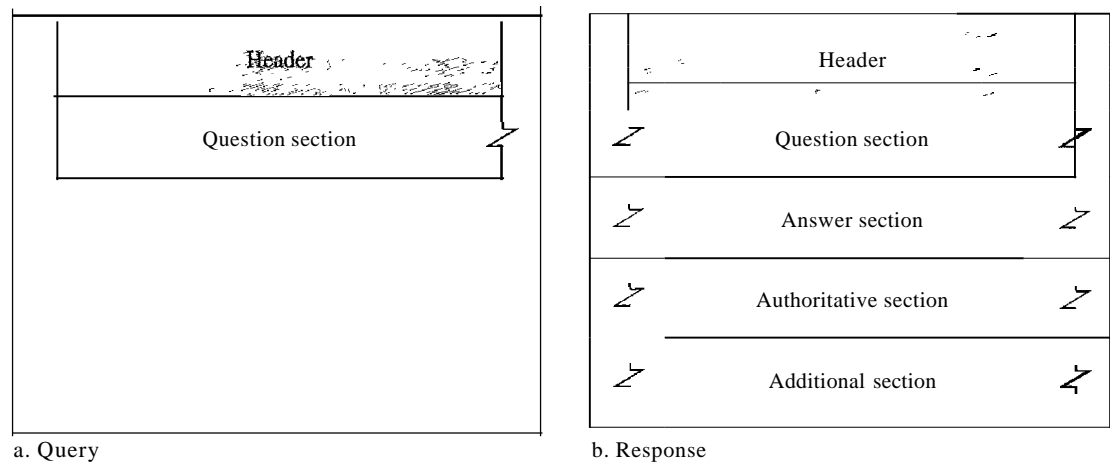 Header
Question section
a. Query
Header
Question section
Answer section
Authoritative section
Additional section
b. Response